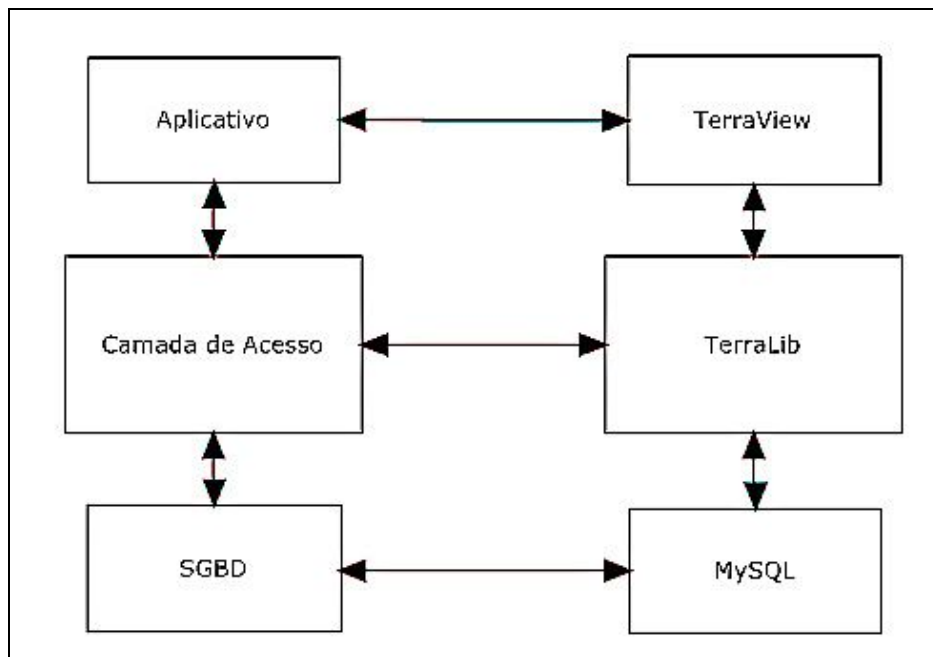 Aplicativo
TerraView
Camada de Acesso
TerraLib
SGBD
MySQL